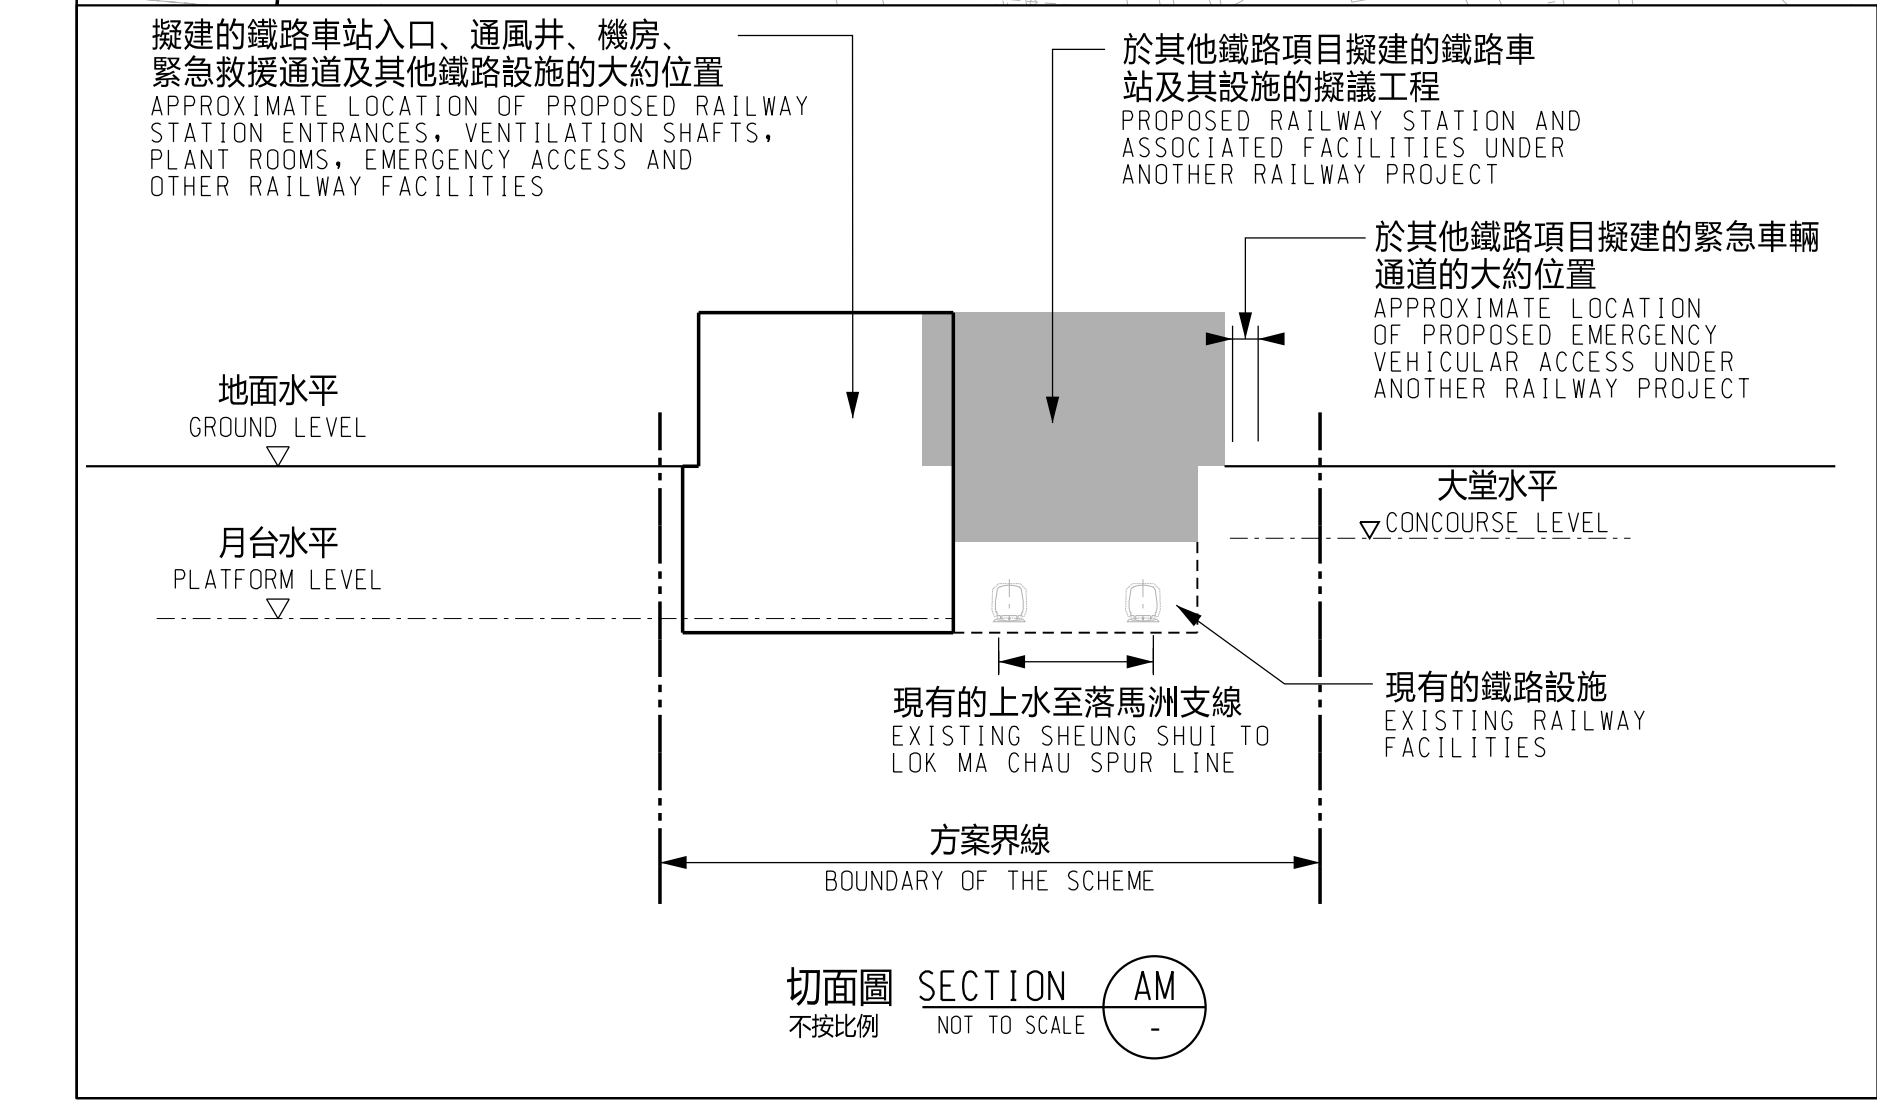 擬建的鐵路車站入口、通風井、機房、
緊急救援通道及其他鐵路設施的大約位置
APPROXIMATE LOCATION OF PROPOSED RAILWAY
STATION ENTRANCES, VENTILATION SHAFTS,
PLANT ROOMS, EMERGENCY ACCESS AND
OTHER RAILWAY FACILITIES
於其他鐵路項目擬建的鐵路車
站及其設施的擬議工程
PROPOSED RAILWAY STATION AND
ASSOCIATED FACILITIES UNDER
ANOTHER RAILWAY PROJECT
於其他鐵路項目擬建的緊急車輛
通道的大約位置
APPROXIMATE LOCATION
OF PROPOSED EMERGENCY
VEHICULAR ACCESS UNDER
ANOTHER RAILWAY PROJECT
地面水平
GROUND LEVEL
大堂水平
CONCOURSE LEVEL
月台水平
PLATFORM LEVEL
現有的上水至落馬洲支線
EXISTING SHEUNG SHUI TO
LOK MA CHAU SPUR LINE
現有的鐵路設施
EXISTING RAILWAY
FACILITIES
方案界線
BOUNDARY OF THE SCHEME
切面圖 SECTION AM
不按比例 NOT TO SCALE -